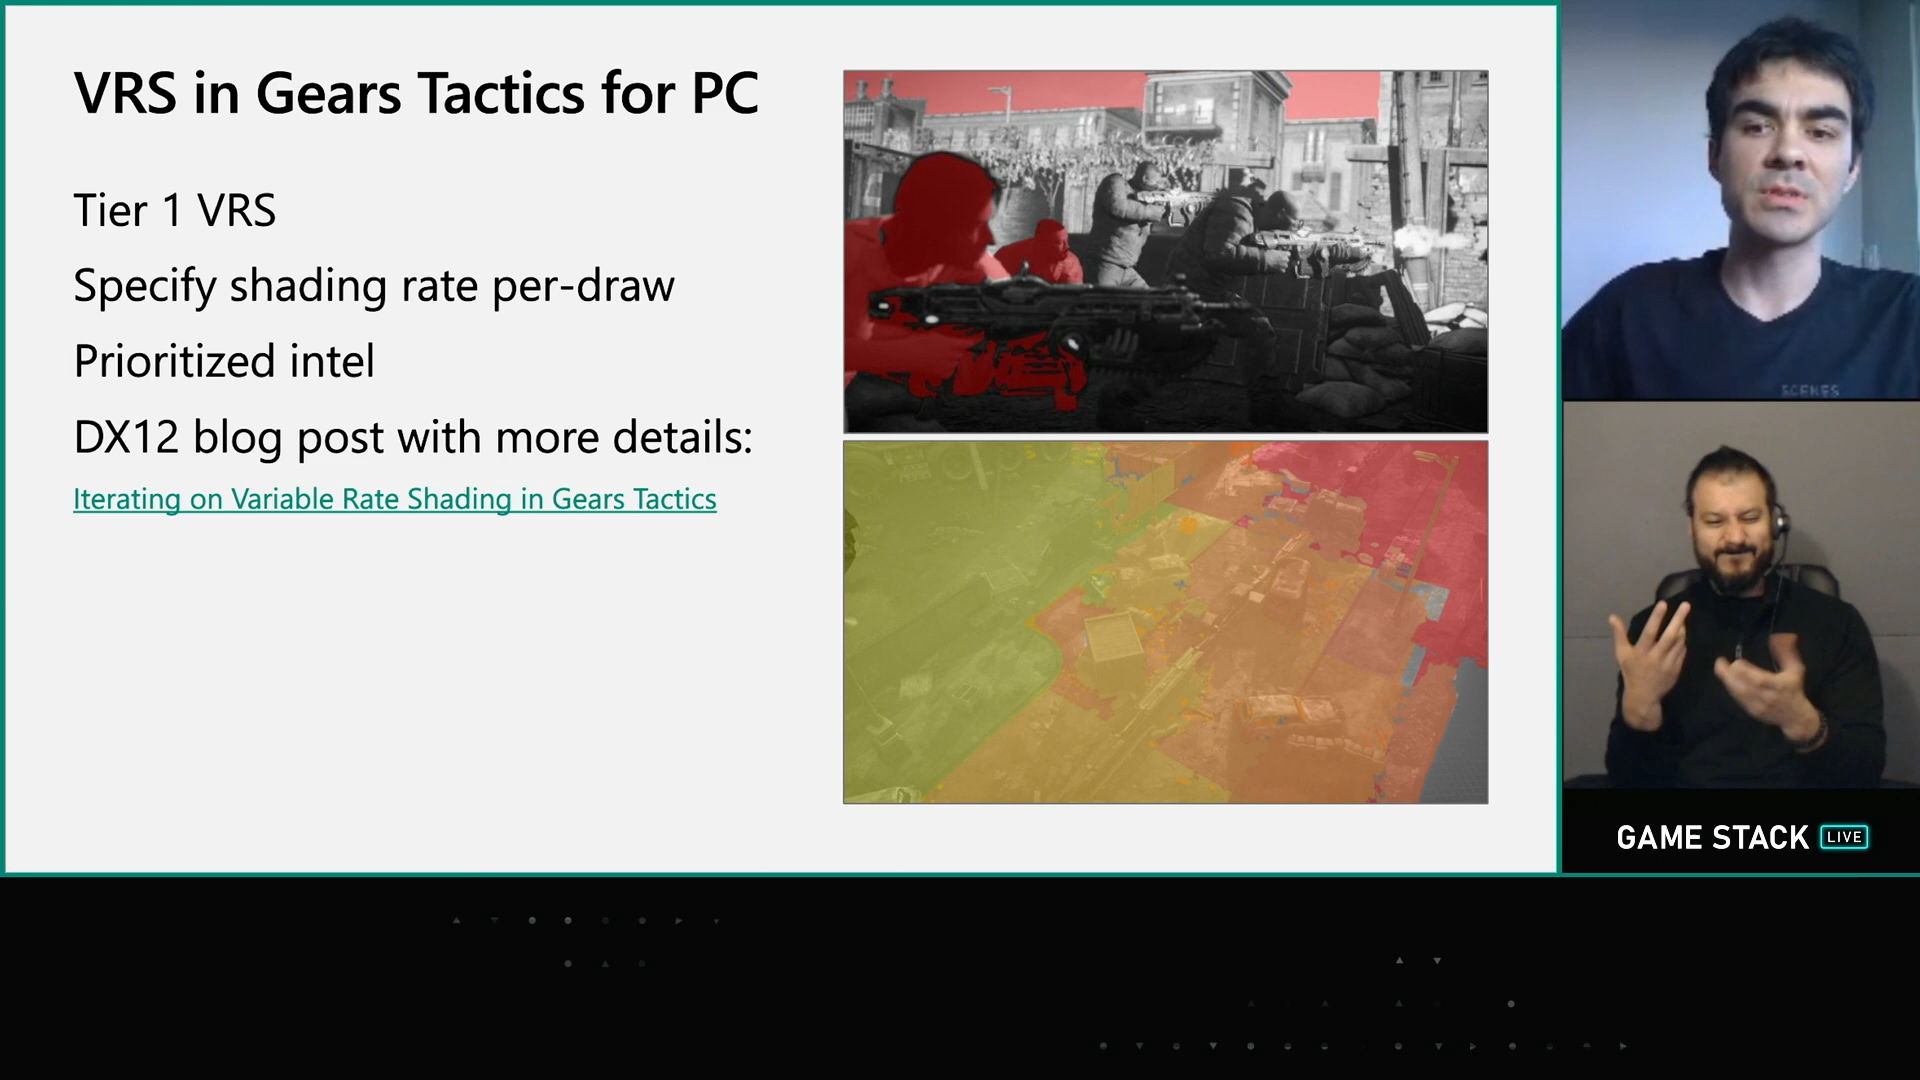 VRS in Gears Tactics for PC
Tier 1 VRS
Specify shading rate per-draw
Prioritized intel
DX12 blog post with more details:
Iterating on Variable Rate Shading in Gears Tactics
SCENES
GAME STACK LIVE